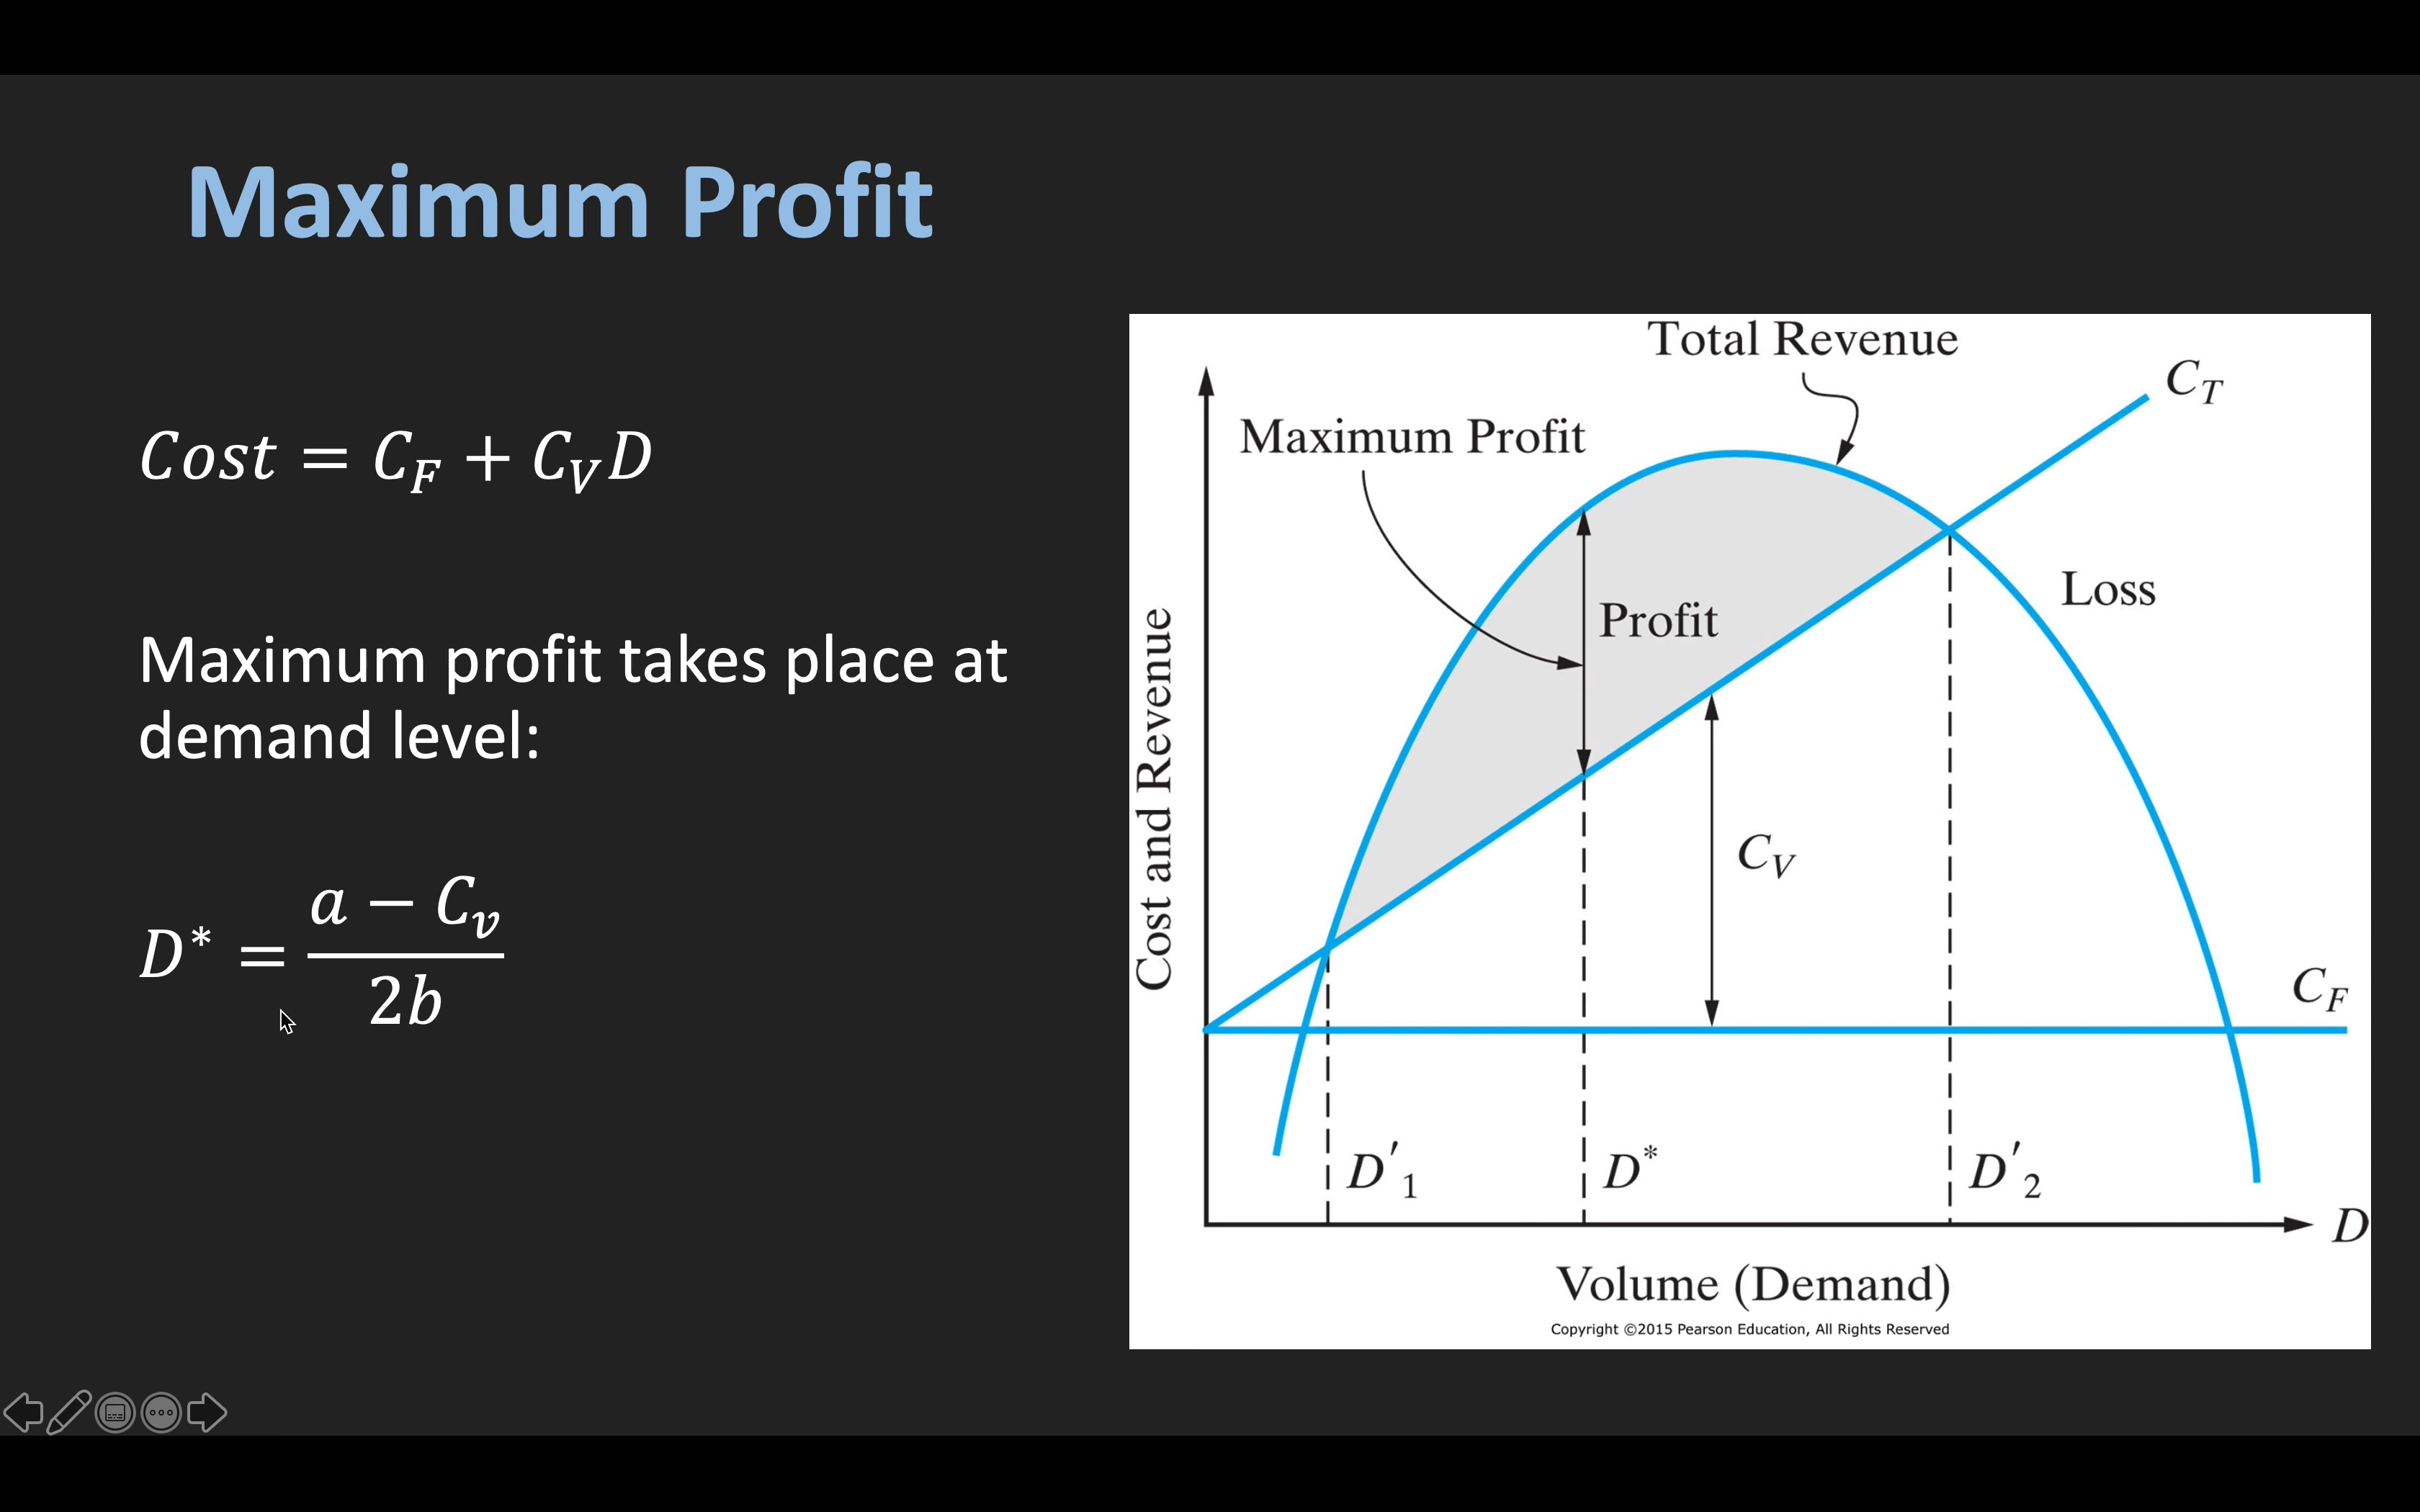 Maximum Profit
Cost = C_F + C_V D
Maximum profit takes place at
demand level:
D* = (a − C_v) / 2b
Total Revenue
C_T
Maximum Profit
Loss
Profit
Cost and Revenue
C_V
C_F
D'_1
D*
D'_2
D
Volume (Demand)
Copyright ©2015 Pearson Education, All Rights Reserved